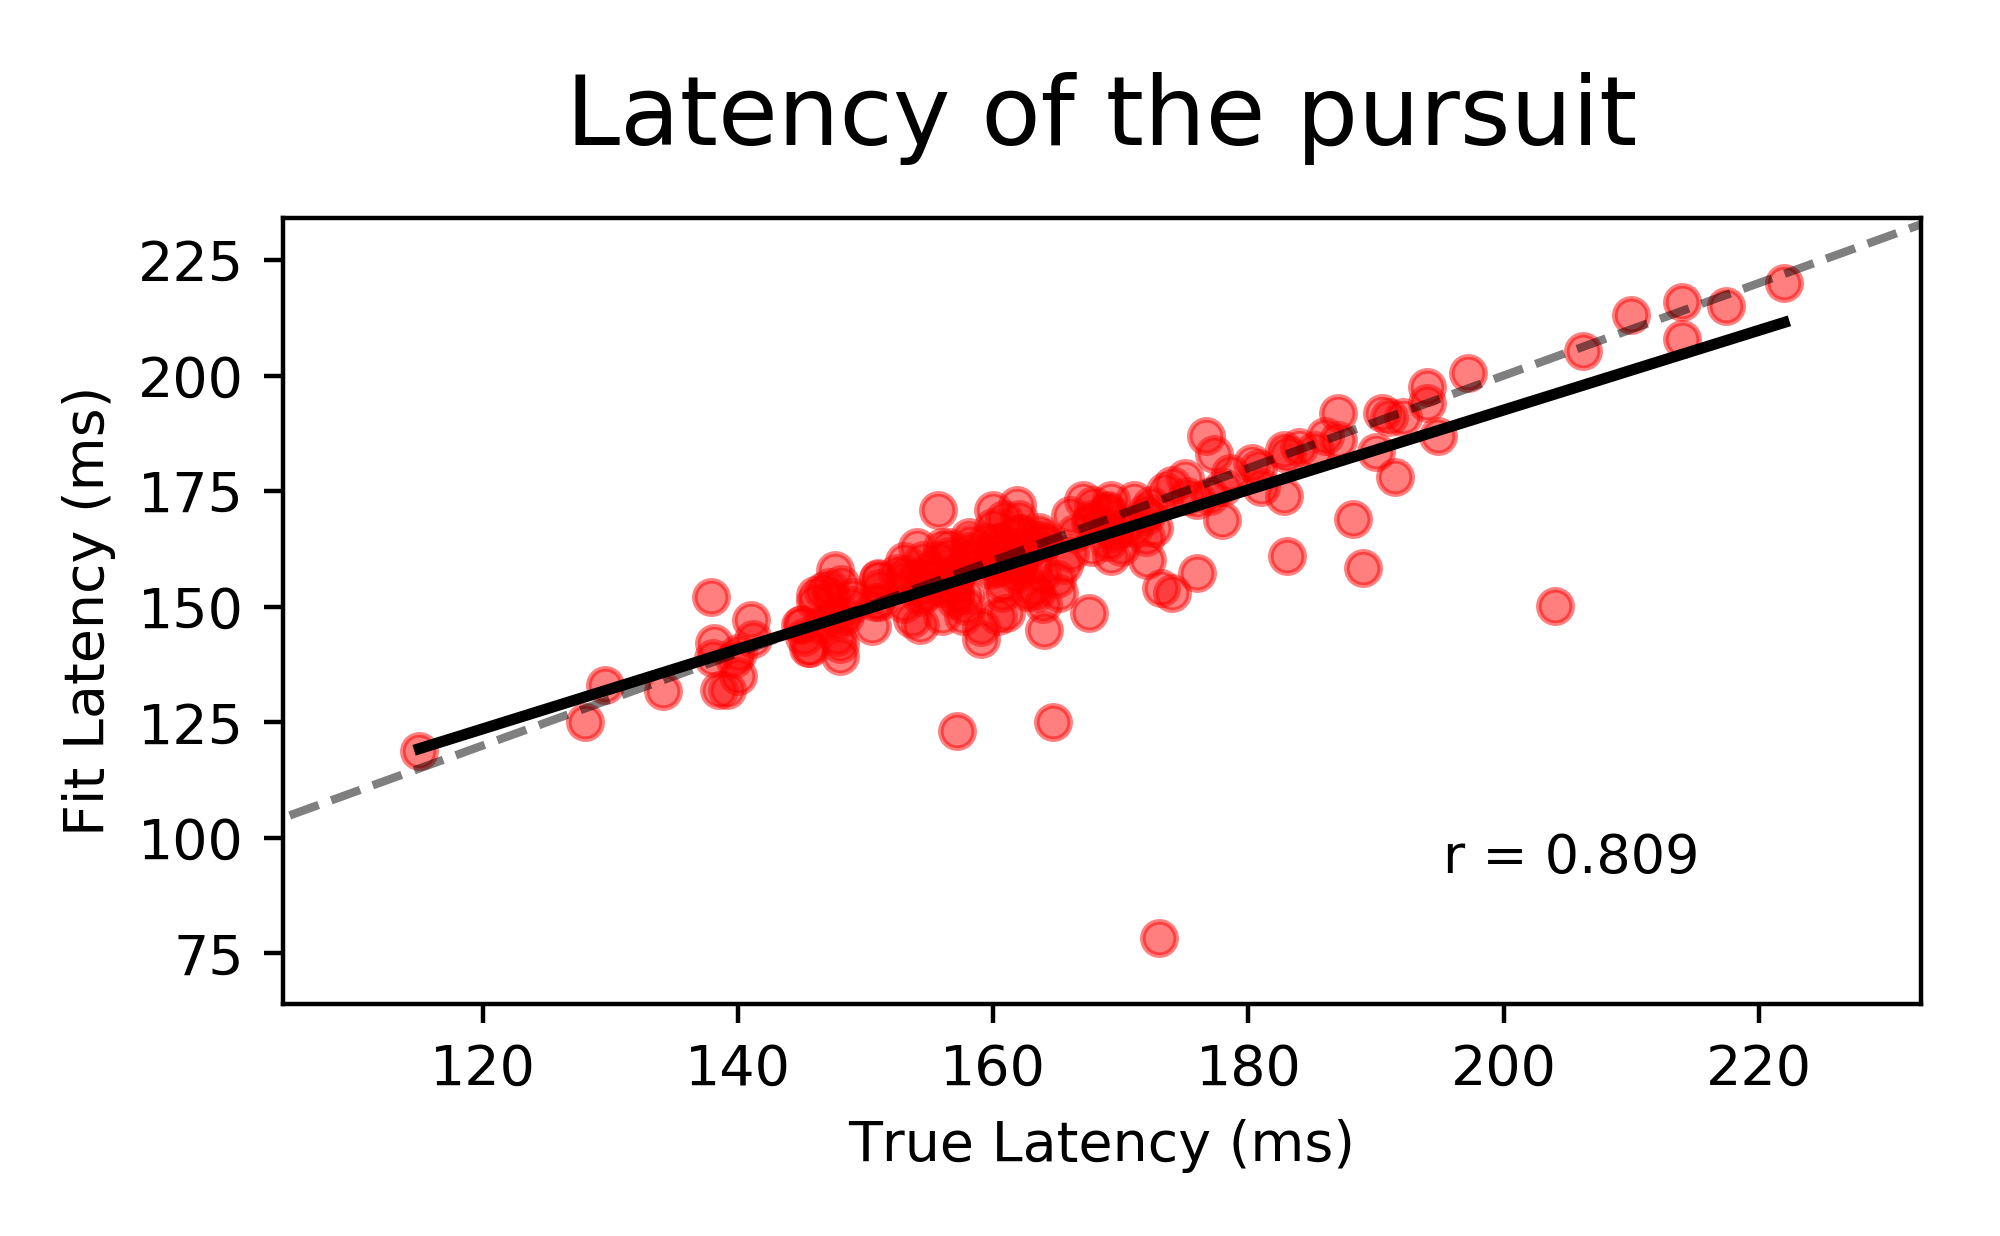 Latency of the pursuit
225
200
175
150
125
100
75
Fit Latency (ms)
r = 0.809
120 140 160 180 200 220
True Latency (ms)